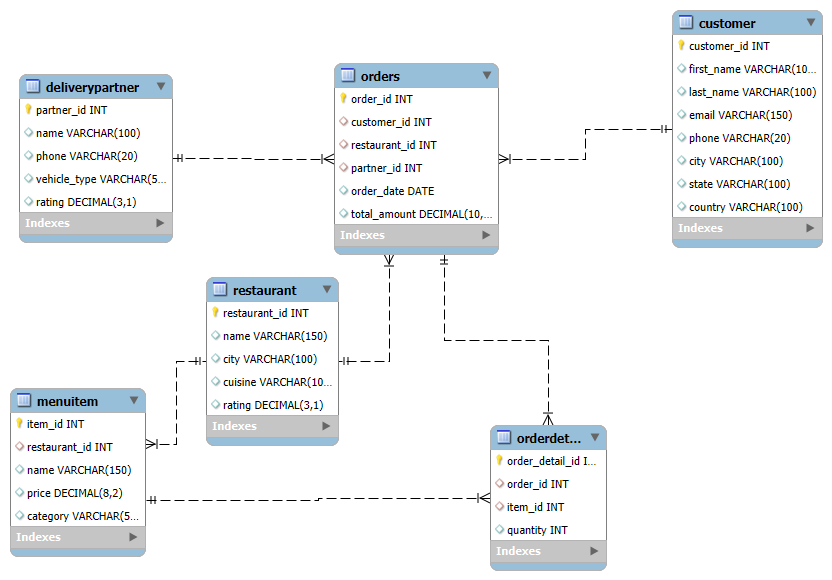 customer
customer_id INT
first_name VARCHAR(10...
last_name VARCHAR(100)
email VARCHAR(150)
phone VARCHAR(20)
city VARCHAR(100)
state VARCHAR(100)
country VARCHAR(100)
Indexes
deliverypartner
partner_id INT
name VARCHAR(100)
phone VARCHAR(20)
vehicle_type VARCHAR(5...
rating DECIMAL(3,1)
Indexes
orders
order_id INT
customer_id INT
restaurant_id INT
partner_id INT
order_date DATE
total_amount DECIMAL(10,...
Indexes
restaurant
restaurant_id INT
name VARCHAR(150)
city VARCHAR(100)
cuisine VARCHAR(10...
rating DECIMAL(3,1)
Indexes
menuitem
item_id INT
restaurant_id INT
name VARCHAR(150)
price DECIMAL(8,2)
category VARCHAR(5...
Indexes
orderdet...
order_detail_id I...
order_id INT
item_id INT
quantity INT
Indexes